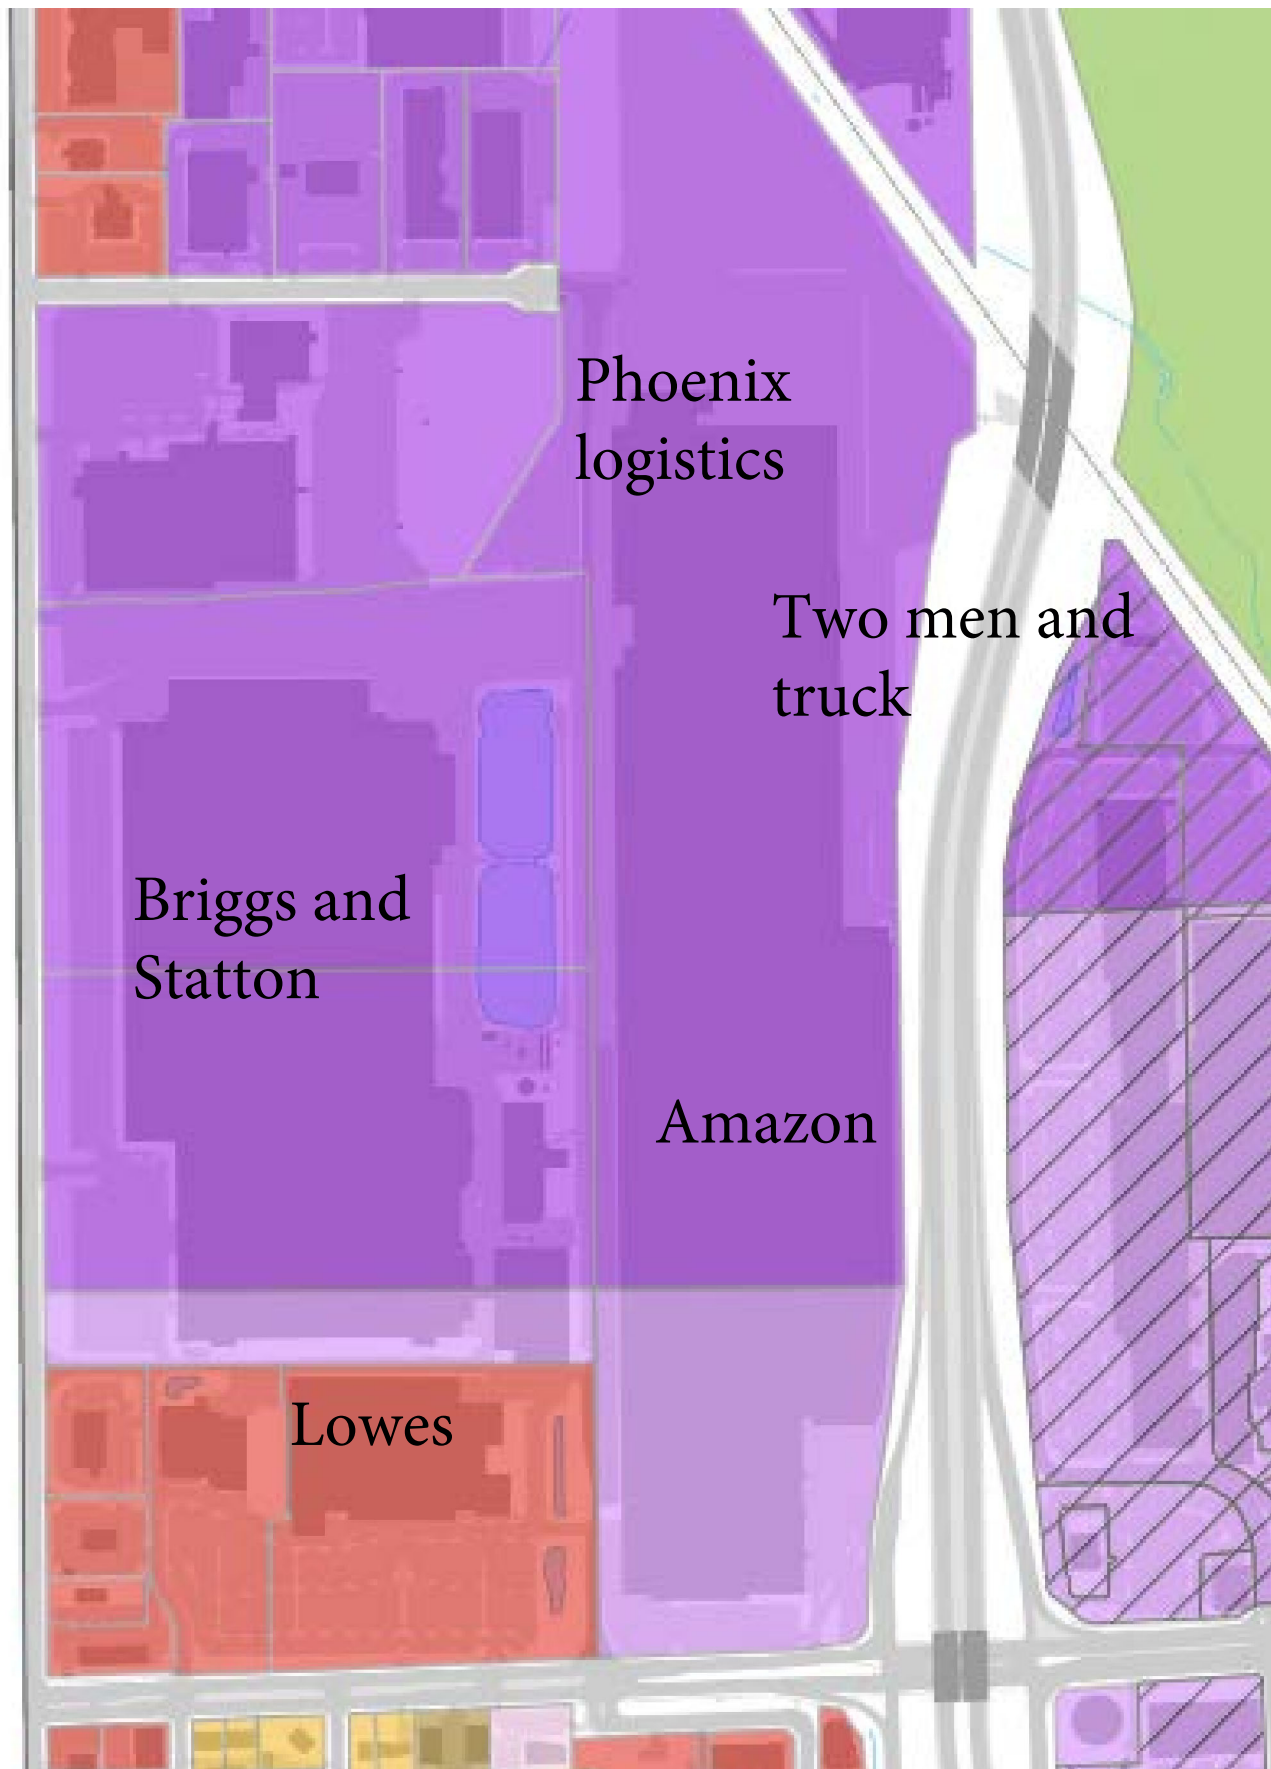 Phoenix
logistics
Two men and
truck
Briggs and
Statton
Amazon
Lowes